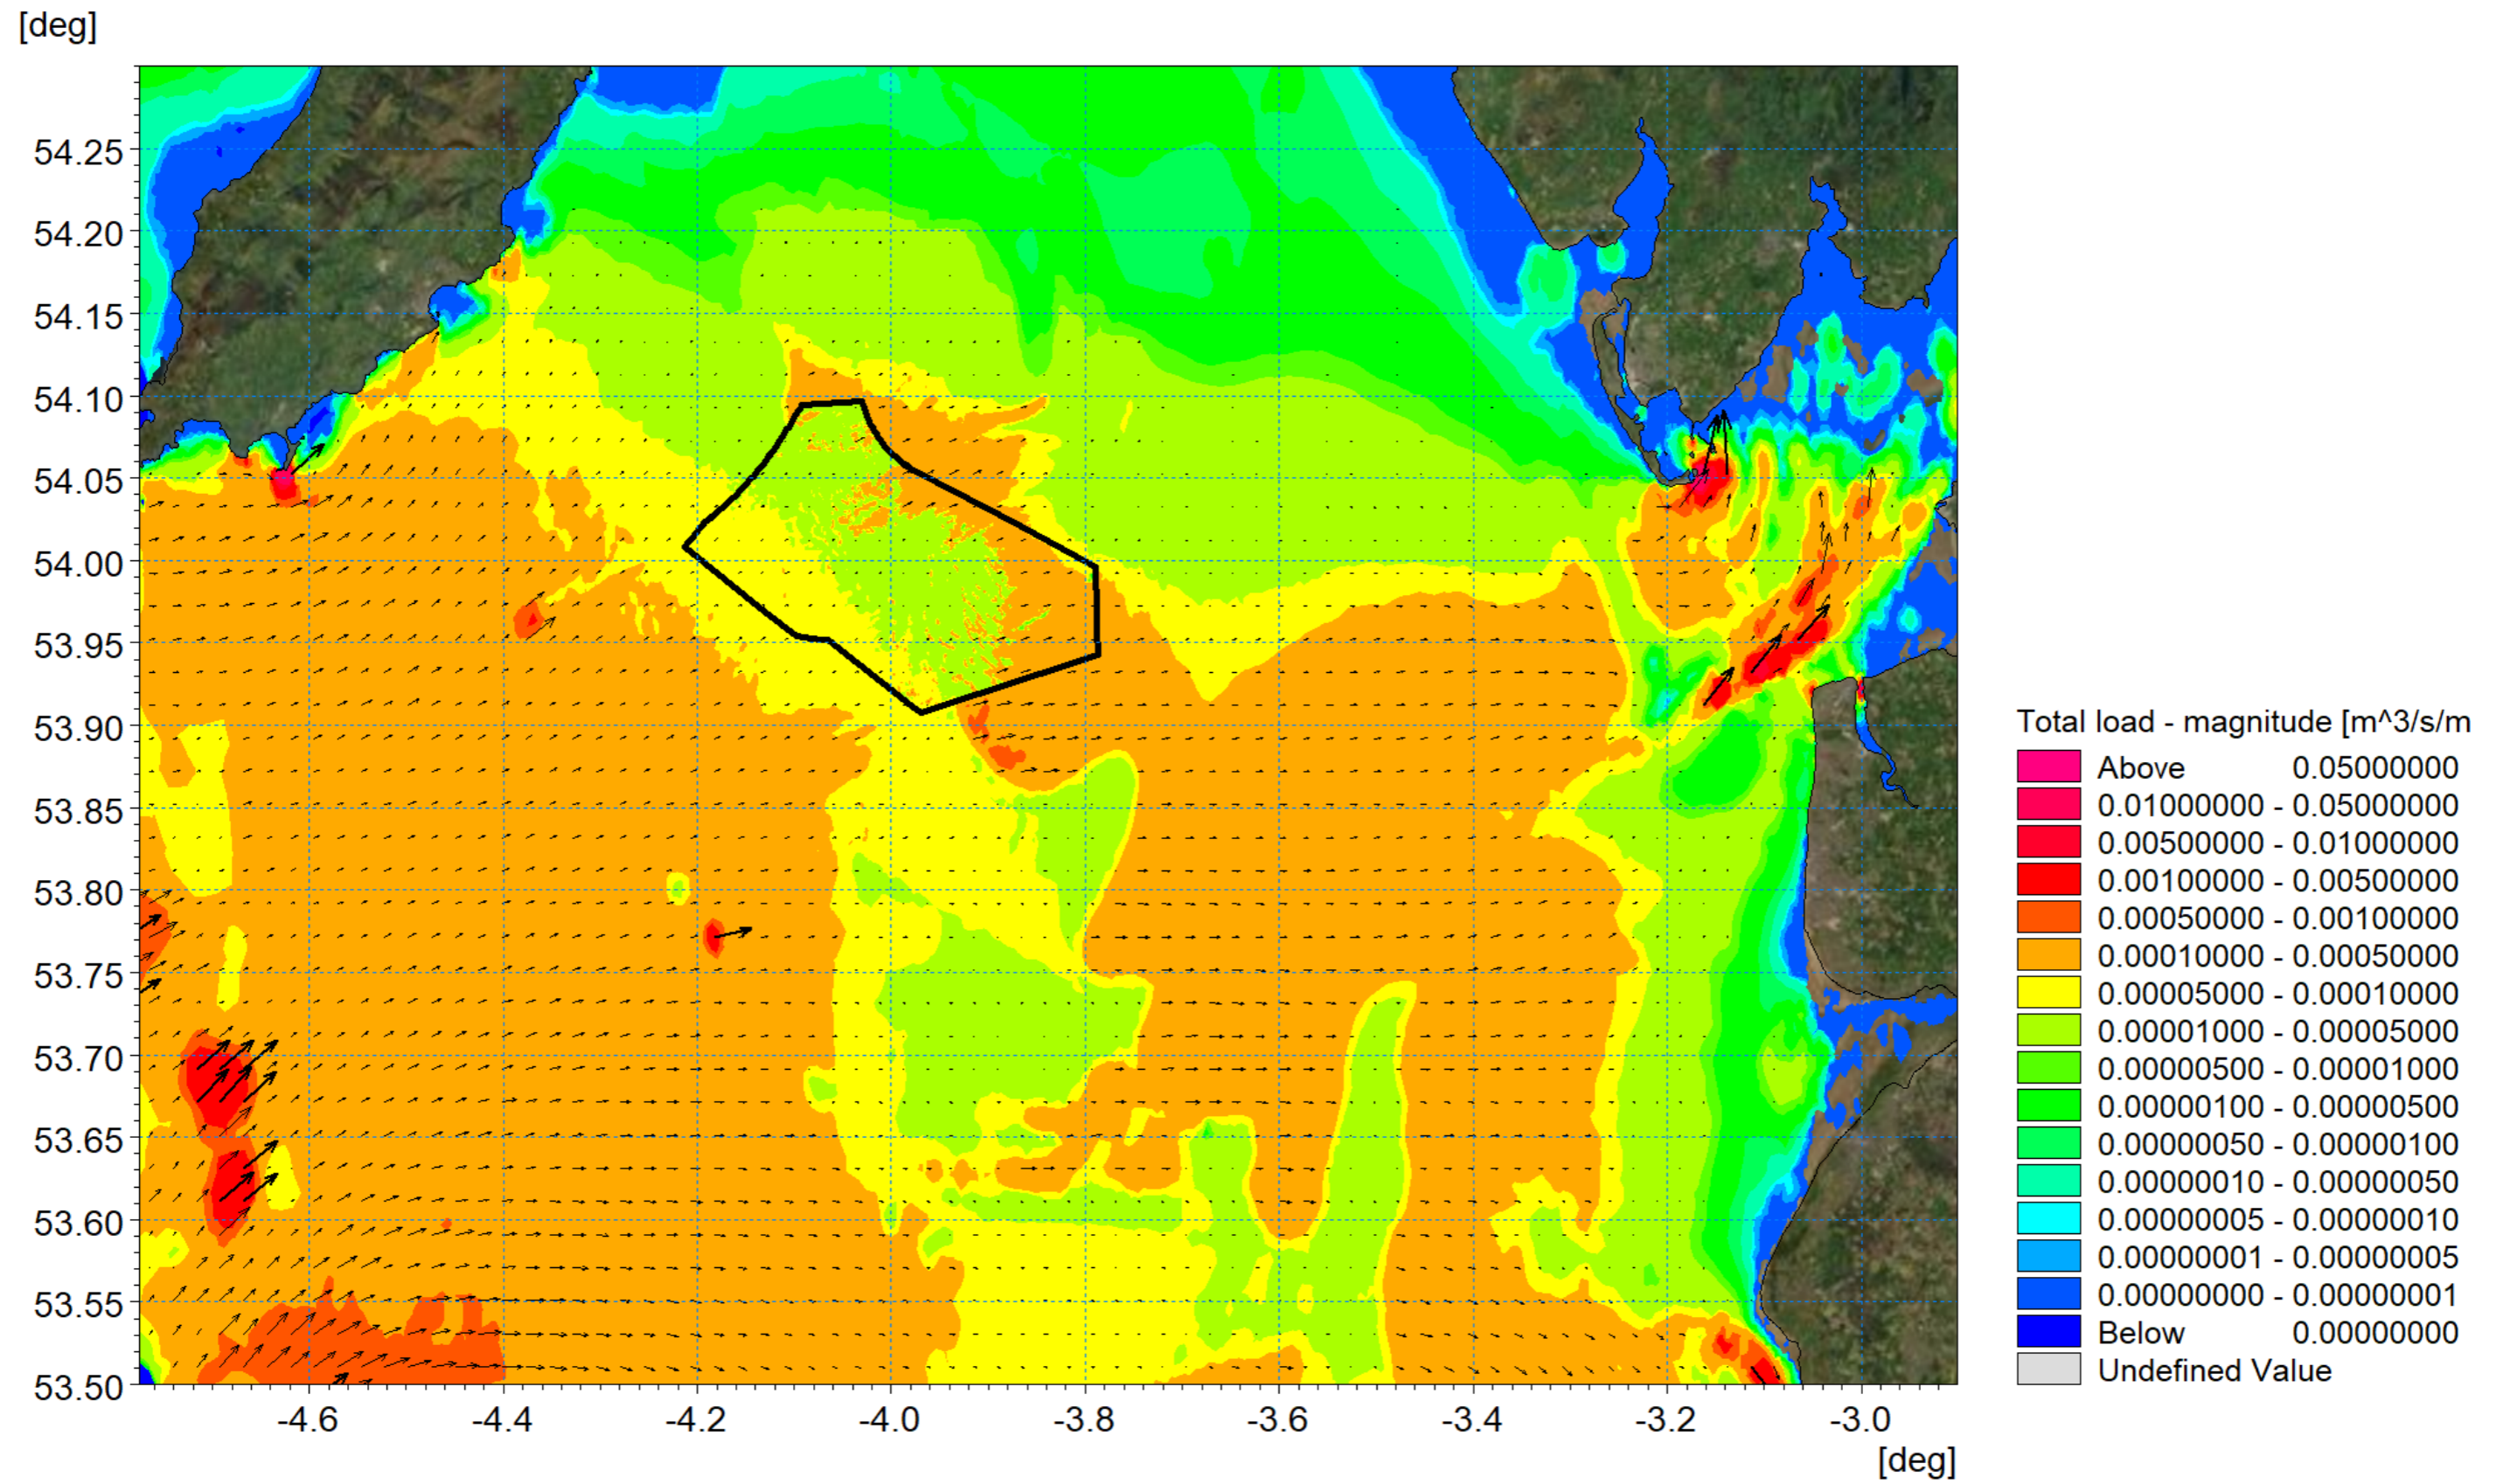 [deg]
54.25
54.20
54.15
54.10
54.05
54.00
53.95
53.90
53.85
53.80
53.75
53.70
53.65
53.60
53.55
53.50
-4.6 -4.4 -4.2 -4.0 -3.8 -3.6 -3.4 -3.2 -3.0
[deg]
Total load - magnitude [m^3/s/m
Above 0.05000000
0.01000000 - 0.05000000
0.00500000 - 0.01000000
0.00100000 - 0.00500000
0.00050000 - 0.00100000
0.00010000 - 0.00050000
0.00005000 - 0.00010000
0.00001000 - 0.00005000
0.00000500 - 0.00001000
0.00000100 - 0.00000500
0.00000050 - 0.00000100
0.00000010 - 0.00000050
0.00000005 - 0.00000010
0.00000001 - 0.00000005
0.00000000 - 0.00000001
Below 0.00000000
Undefined Value